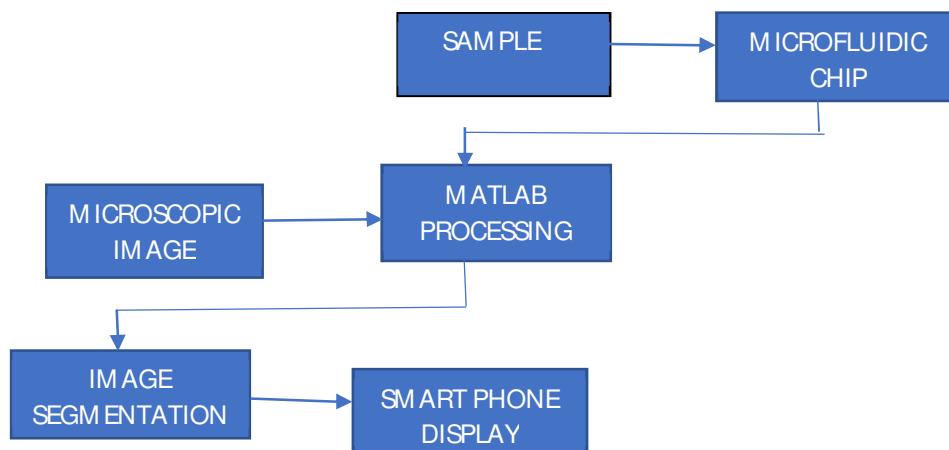 SAMPLE
MICROFLUIDIC
CHIP
MATLAB
PROCESSING
MICROSCOPIC
IMAGE
IMAGE
SEGMENTATION
SMART PHONE
DISPLAY